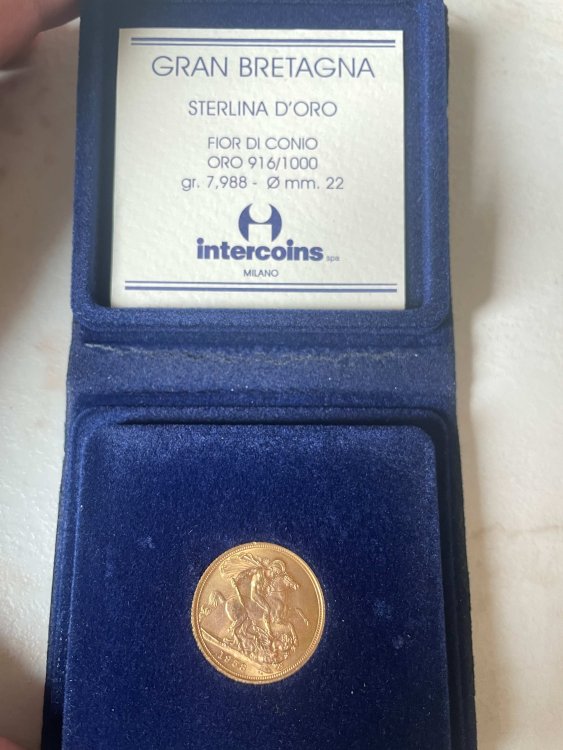 GRAN BRETAGNA
STERLINA D'ORO
FIOR DI CONIO
ORO 916/1000
gr. 7,988 - Ø mm. 22
intercoins spa
MILANO